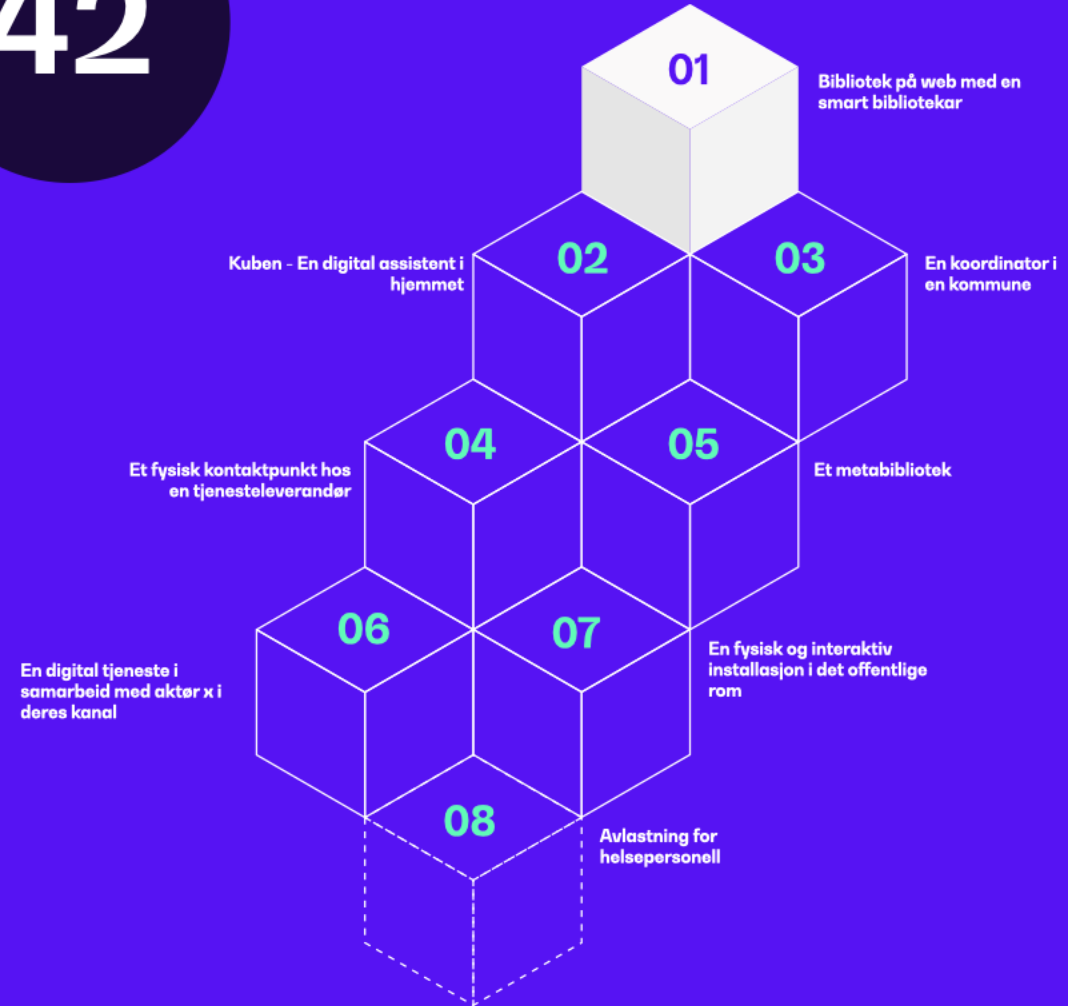 42
01
Bibliotek på web med en
smart bibliotekar
02
Kuben - En digital assistent i
hjemmet
03
En koordinator i
en kommune
04
Et fysisk kontaktpunkt hos
en tjenesteleverandør
05
Et metabibliotek
06
En digital tjeneste i
samarbeid med aktør x i
deres kanal
07
En fysisk og interaktiv
installasjon i det offentlige
rom
08
Avlastning for
helsepersonell